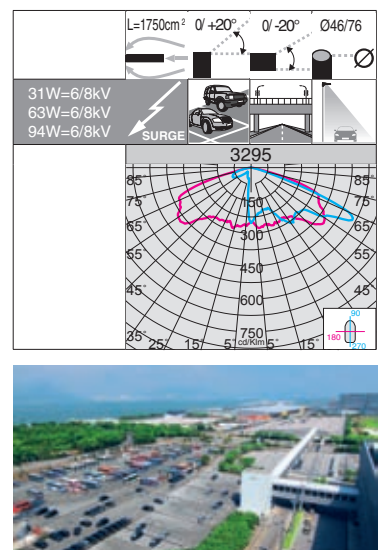 L=1750cm² 0/ +20° 0/ -20° Ø46/76
Ø
31W=6/8kV
63W=6/8kV
94W=6/8kV
SURGE
3295
85° 85°
75° 75°
150
65° 65°
300
450
45° 45°
600
35° 25° 15° 5° 750 5° 15°
cd/Klm
90
180
270